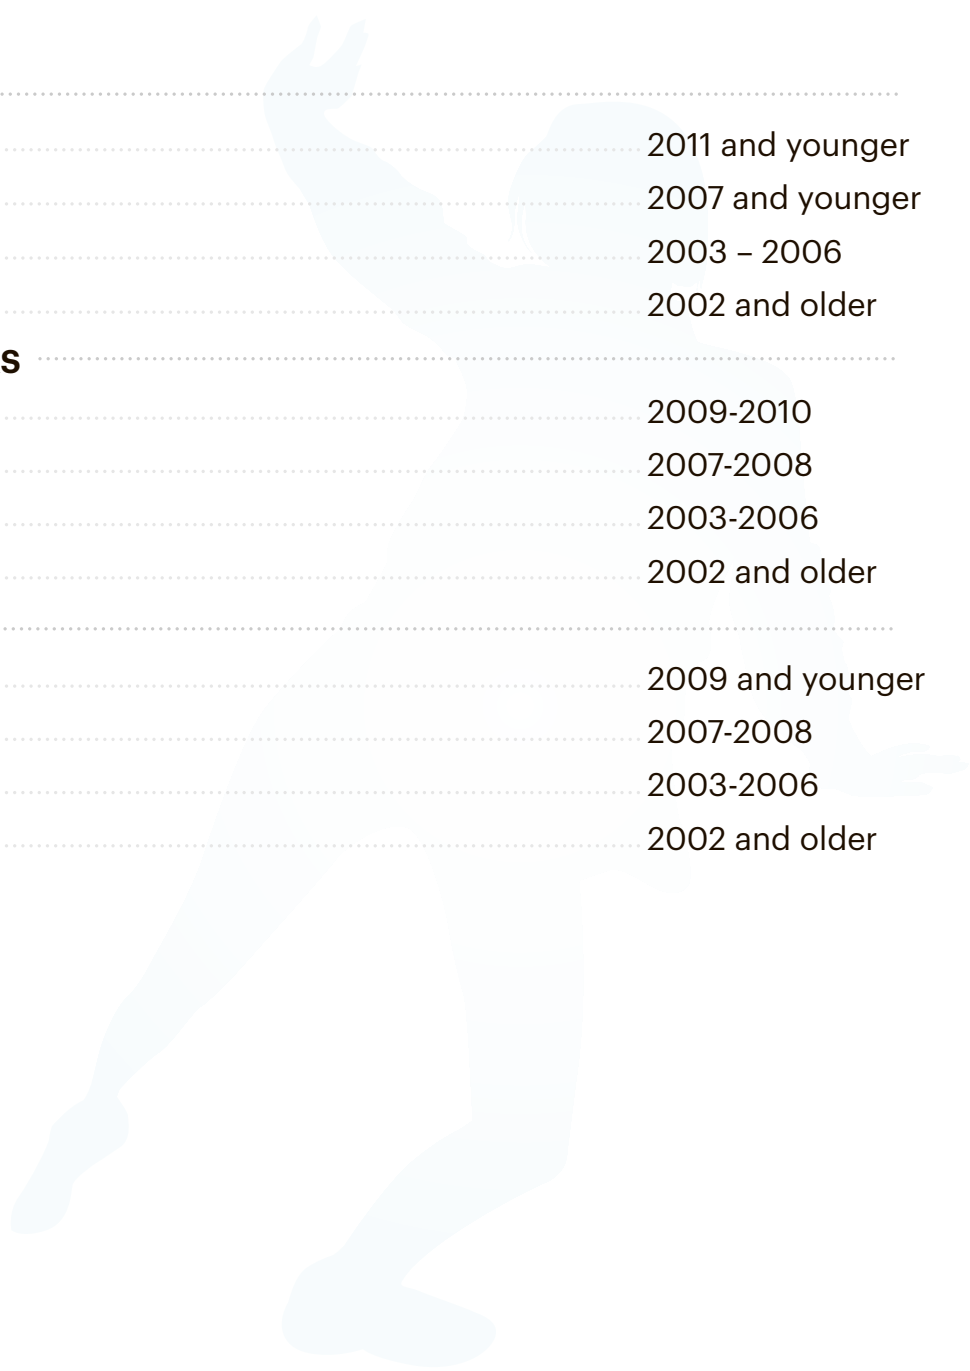 2011 and younger
2007 and younger
2003 – 2006
2002 and older
s
2009-2010
2007-2008
2003-2006
2002 and older
2009 and younger
2007-2008
2003-2006
2002 and older